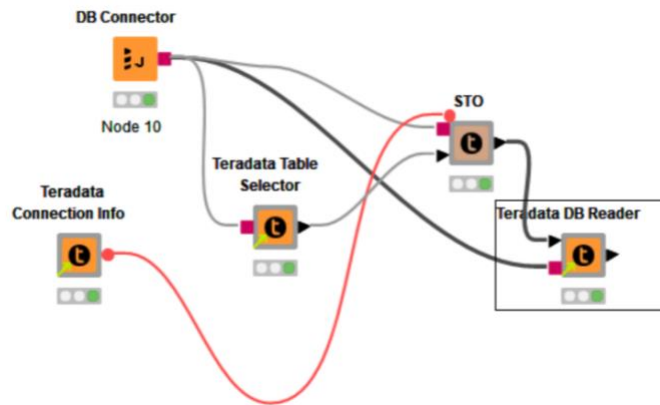 DB Connector
J
Node 10
STO
t
Teradata Table
Selector
t
Teradata
Connection Info
t
Teradata DB Reader
t